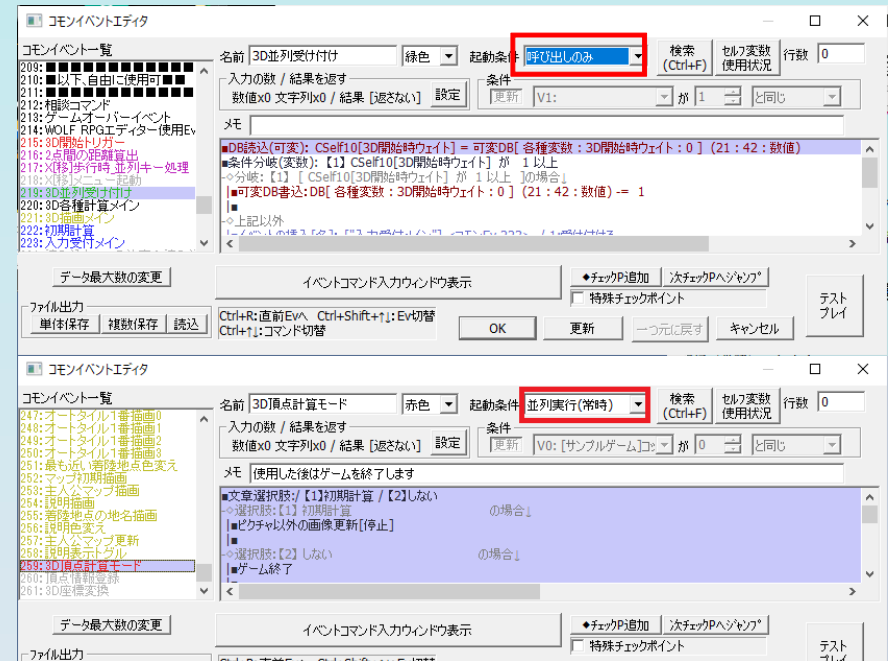 コモンイベントエディタ
コモンイベント一覧
209:■■■■■■■■■■■■
210:■以下、自由に使用可■■
211:■■■■■■■■■■■■
212:相談コマンド
213:ゲームオーバーイベント
214:WOLF RPGエディター使用Ev
215:3D開始トリガー
216:2点間の距離算出
217:X[移]歩行時_並列キー処理
218:X[移]メニュー起動
219:3D並列受け付け
220:3D各種計算メイン
221:3D描画メイン
222:初期計算
223:入力受付メイン
名前 3D並列受け付け 緑色 起動条件 呼び出しのみ 検索 (Ctrl+F) セルフ変数 使用状況 行数 0
入力の数 / 結果を返す
数値x0 文字列x0 / 結果 [返さない] 設定
条件
更新 V1: が 1 と同じ
メモ
■DB読込(可変): CSelf10[3D開始時ウェイト] = 可変DB[ 各種変数 : 3D開始時ウェイト : 0 ] (21 : 42 : 数値)
■条件分岐(変数): 【1】 CSelf10[3D開始時ウェイト] が 1 以上
-◇分岐: 【1】 [ CSelf10[3D開始時ウェイト] が 1 以上 ]の場合↓
|■可変DB書込:DB[ 各種変数 : 3D開始時ウェイト : 0 ] (21 : 42 : 数値) -= 1
|■
-◇上記以外
データ最大数の変更
イベントコマンド入力ウィンドウ表示
◆チェックP追加 次チェックPへジャンプ
特殊チェックポイント
テスト プレイ
ファイル出力
単体保存 複数保存 読込
Ctrl+R:直前Evへ Ctrl+Shift+↑↓:Ev切替
Ctrl+↑↓:コマンド切替
OK 更新 一つ元に戻す キャンセル
コモンイベントエディタ
コモンイベント一覧
247:オートタイル1番描画0
248:オートタイル1番描画1
249:オートタイル1番描画2
250:オートタイル1番描画3
251:最も近い着陸地点色変え
252:マップ初期描画
253:主人公マップ描画
254:説明描画
255:着陸地点の地名描画
256:説明色変え
257:主人公マップ更新
258:説明表示トグル
259:3D頂点計算モード
260:頂点情報登録
261:3D座標変換
名前 3D頂点計算モード 赤色 起動条件 並列実行(常時) 検索 (Ctrl+F) セルフ変数 使用状況 行数 0
入力の数 / 結果を返す
数値x0 文字列x0 / 結果 [返さない] 設定
条件
更新 が 0 と同じ
メモ 使用した後はゲームを終了します
■文章選択肢:/ 【1】初期計算 / 【2】しない
-◇選択肢:【1】 初期計算 の場合↓
|■ピクチャ以外の画像更新[停止]
|■
-◇選択肢:【2】 しない の場合↓
|■ゲーム終了
データ最大数の変更
イベントコマンド入力ウィンドウ表示
◆チェックP追加 次チェックPへジャンプ
特殊チェックポイント
テスト
ファイル出力